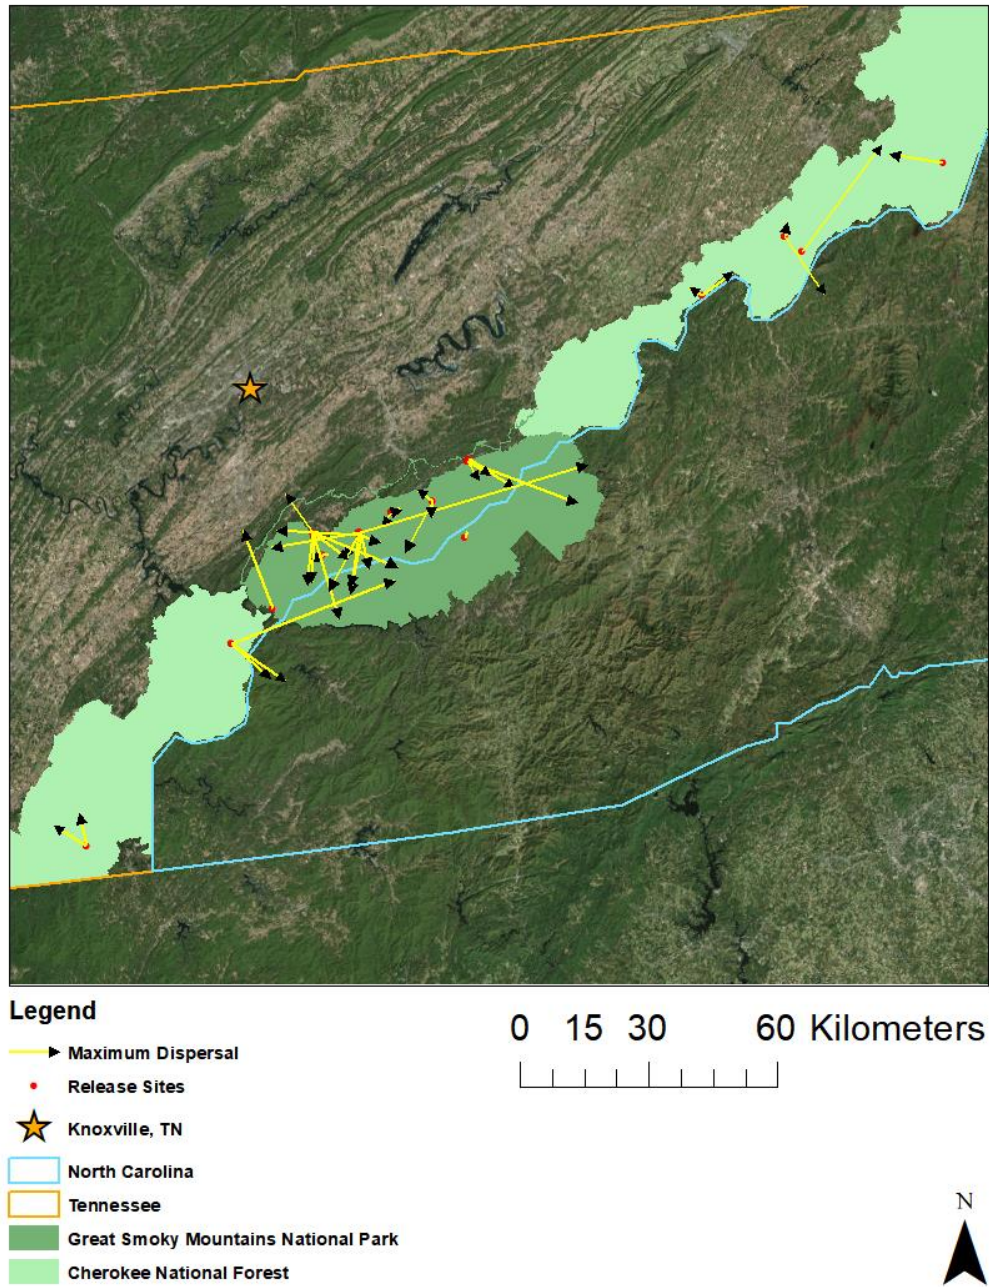 Legend
Maximum Dispersal
Release Sites
Knoxville, TN
North Carolina
Tennessee
Great Smoky Mountains National Park
Cherokee National Forest
0 15 30 60 Kilometers
N